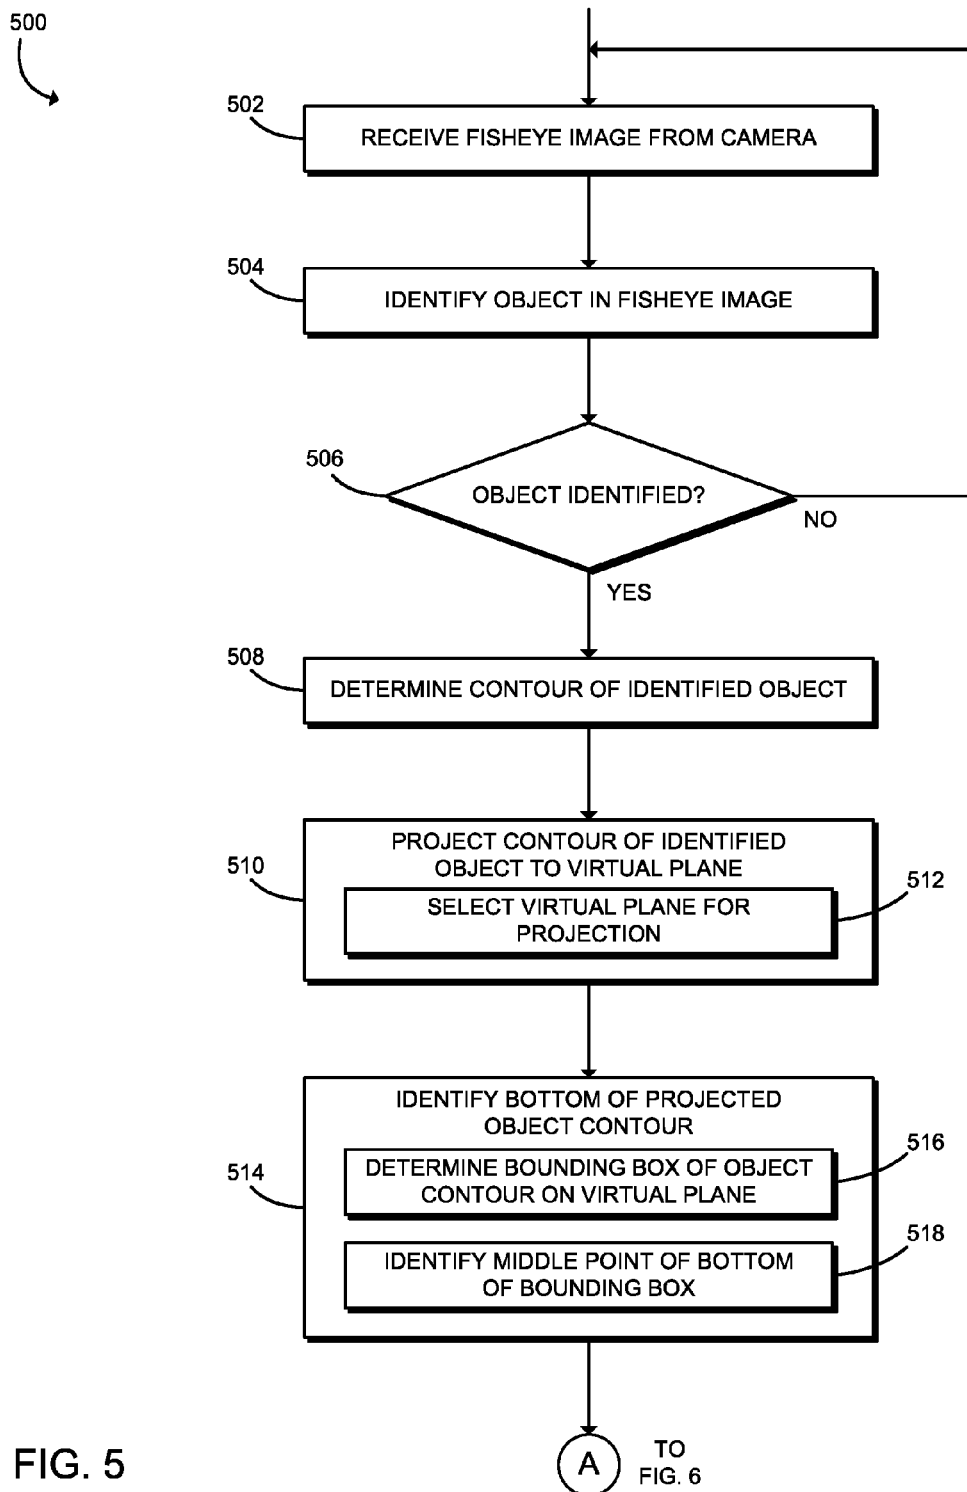 500
502
RECEIVE FISHEYE IMAGE FROM CAMERA
504
IDENTIFY OBJECT IN FISHEYE IMAGE
506
OBJECT IDENTIFIED?
NO
YES
508
DETERMINE CONTOUR OF IDENTIFIED OBJECT
510
PROJECT CONTOUR OF IDENTIFIED
OBJECT TO VIRTUAL PLANE
512
SELECT VIRTUAL PLANE FOR
PROJECTION
514
IDENTIFY BOTTOM OF PROJECTED
OBJECT CONTOUR
516
DETERMINE BOUNDING BOX OF OBJECT
CONTOUR ON VIRTUAL PLANE
518
IDENTIFY MIDDLE POINT OF BOTTOM
OF BOUNDING BOX
A
TO
FIG. 6
FIG. 5